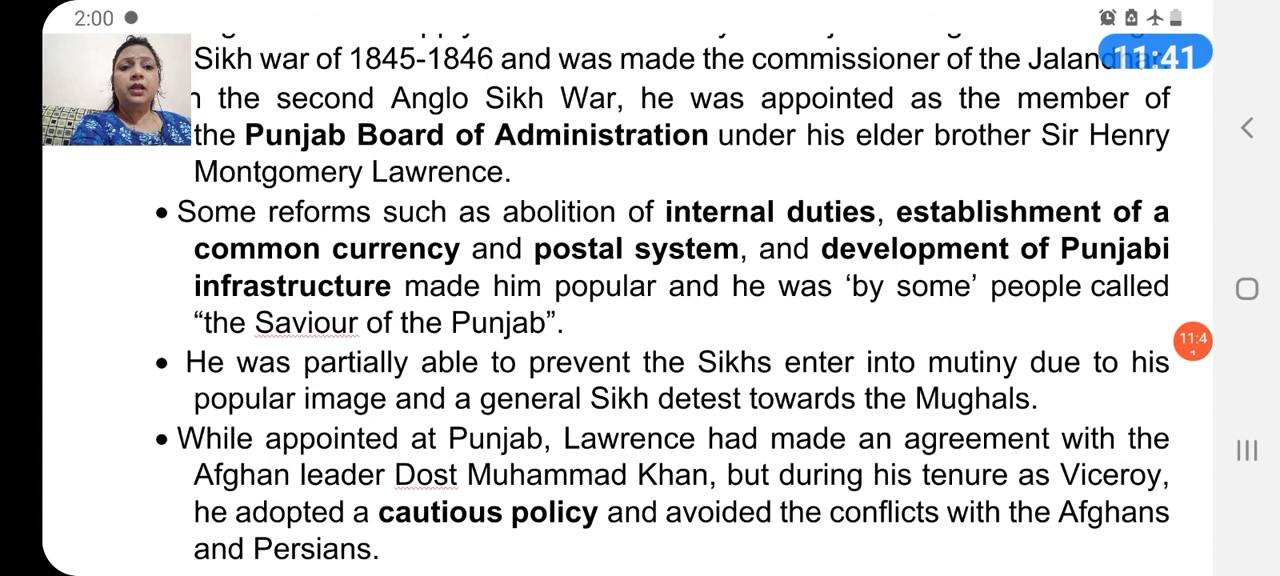 2:00
11:41
Sikh war of 1845-1846 and was made the commissioner of the
the second Anglo Sikh War, he was appointed as the member of
the Punjab Board of Administration under his elder brother Sir Henry
Montgomery Lawrence.
• Some reforms such as abolition of internal duties, establishment of a
common currency and postal system, and development of Punjabi
infrastructure made him popular and he was ‘by some’ people called
“the Saviour of the Punjab”.
11:4
1
• He was partially able to prevent the Sikhs enter into mutiny due to his
popular image and a general Sikh detest towards the Mughals.
• While appointed at Punjab, Lawrence had made an agreement with the
Afghan leader Dost Muhammad Khan, but during his tenure as Viceroy,
he adopted a cautious policy and avoided the conflicts with the Afghans
and Persians.